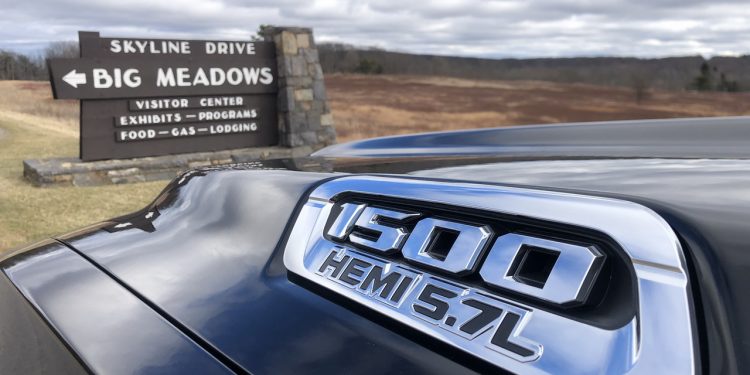 SKYLINE DRIVE
BIG MEADOWS
VISITOR CENTER
EXHIBITS–PROGRAMS
FOOD–GAS–LODGING
1500
HEMI 5.7L